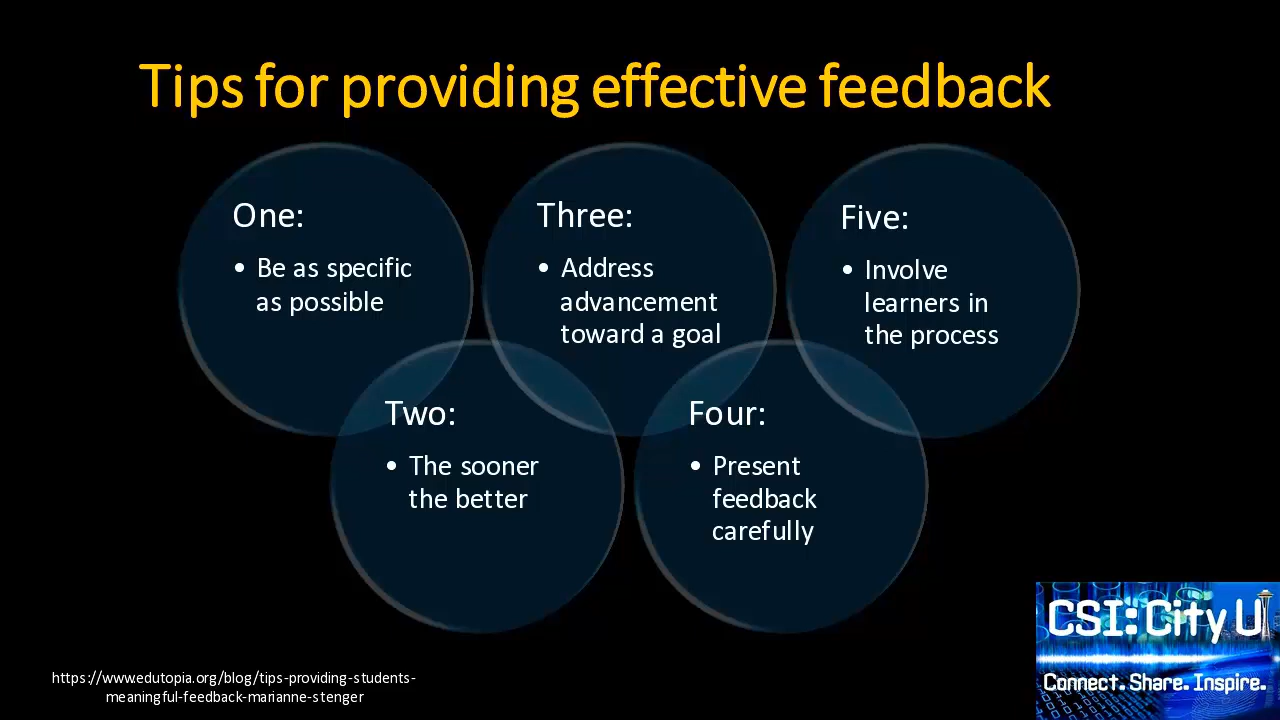 Tips for providing effective feedback
One:
• Be as specific
as possible
Two:
• The sooner
the better
Three:
• Address
advancement
toward a goal
Four:
• Present
feedback
carefully
Five:
• Involve
learners in
the process
https://www.edutopia.org/blog/tips-providing-students-
meaningful-feedback-marianne-stenger
CSI: City U
Connect. Share. Inspire.